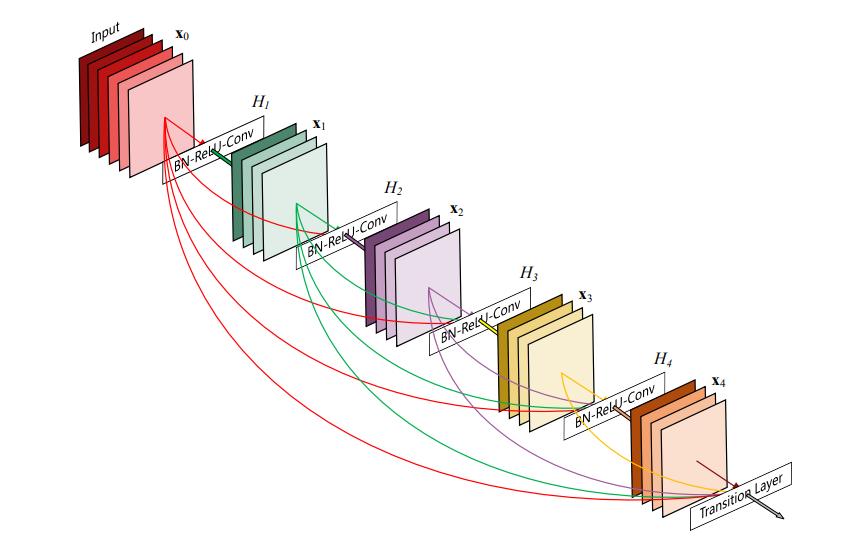 Input
x0
H1
BN-ReLU-Conv
x1
H2
BN-ReLU-Conv
x2
H3
BN-ReLU-Conv
x3
H4
BN-ReLU-Conv
x4
Transition Layer